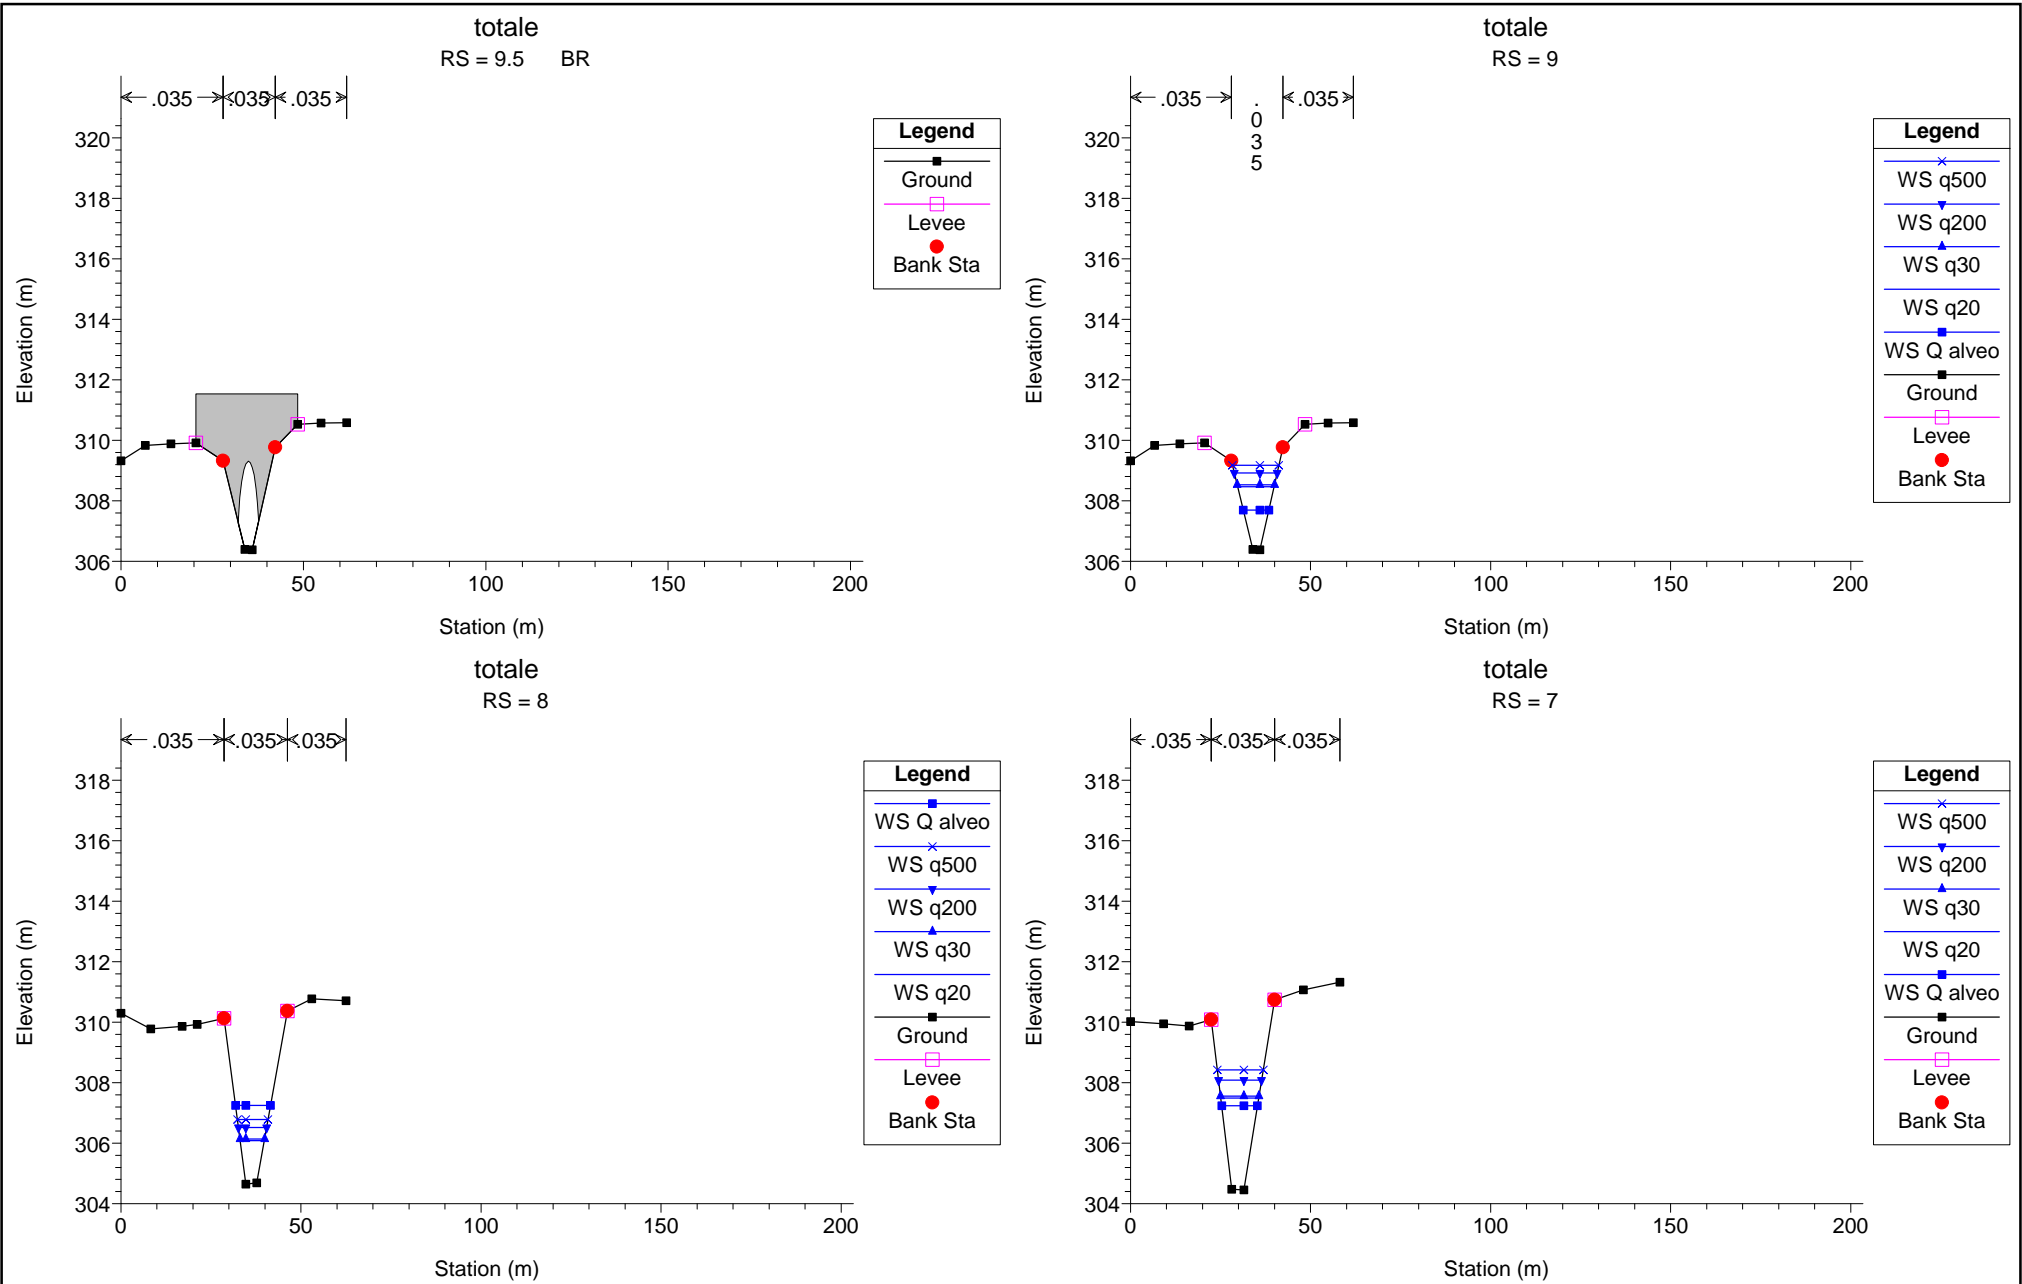 totale
RS = 9.5 BR
.035 .035 .035
320
318
316
314
312
310
308
306
0 50 100 150 200
Elevation (m)
Station (m)
Legend
Ground
Levee
Bank Sta
totale
RS = 9
.035 .035 .035
320
318
316
314
312
310
308
306
0 50 100 150 200
Elevation (m)
Station (m)
Legend
WS q500
WS q200
WS q30
WS q20
WS Q alveo
Ground
Levee
Bank Sta
totale
RS = 8
.035 .035 .035
318
316
314
312
310
308
306
304
0 50 100 150 200
Elevation (m)
Station (m)
Legend
WS Q alveo
WS q500
WS q200
WS q30
WS q20
Ground
Levee
Bank Sta
totale
RS = 7
.035 .035 .035
318
316
314
312
310
308
306
304
0 50 100 150 200
Elevation (m)
Station (m)
Legend
WS q500
WS q200
WS q30
WS q20
WS Q alveo
Ground
Levee
Bank Sta